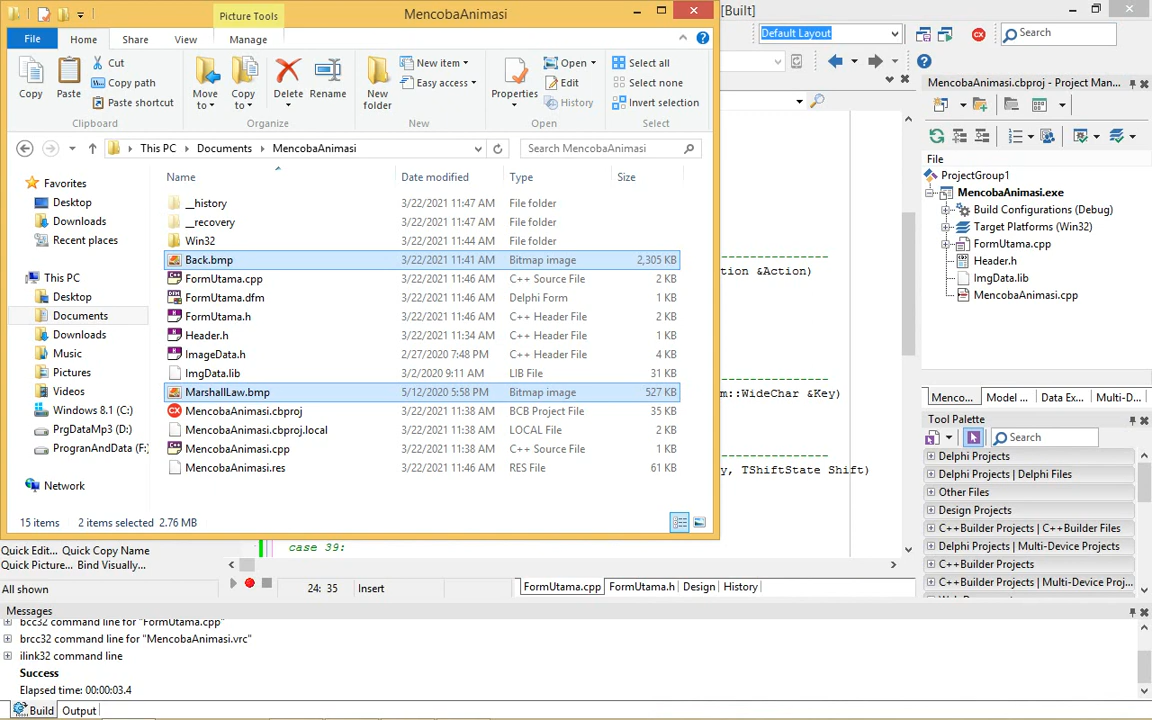 Picture Tools
MencobaAnimasi
[Built]
File
Home
Share
View
Manage
Default Layout
Search
Copy
Paste
Cut
Copy path
Paste shortcut
Move to
Copy to
Delete
Rename
New folder
New item
Easy access
Properties
Open
Edit
History
Select all
Select none
Invert selection
Clipboard
Organize
New
Open
Select
This PC
Documents
MencobaAnimasi
Search MencobaAnimasi
Favorites
Desktop
Downloads
Recent places
This PC
Desktop
Documents
Downloads
Music
Pictures
Videos
Windows 8.1 (C:)
PrgDataMp3 (D:)
ProgranAndData (F:
Network
Name Date modified Type Size
__history 3/22/2021 11:47 AM File folder
__recovery 3/22/2021 11:47 AM File folder
Win32 3/22/2021 11:44 AM File folder
Back.bmp 3/22/2021 11:41 AM Bitmap image 2,305 KB
FormUtama.cpp 3/22/2021 11:46 AM C++ Source File 2 KB
FormUtama.dfm 3/22/2021 11:46 AM Delphi Form 1 KB
FormUtama.h 3/22/2021 11:46 AM C++ Header File 2 KB
Header.h 3/22/2021 11:34 AM C++ Header File 1 KB
ImageData.h 2/27/2020 7:48 PM C++ Header File 4 KB
ImgData.lib 3/2/2020 9:11 AM LIB File 31 KB
MarshallLaw.bmp 5/12/2020 5:58 PM Bitmap image 527 KB
MencobaAnimasi.cbproj 3/22/2021 11:38 AM BCB Project File 35 KB
MencobaAnimasi.cbproj.local 3/22/2021 11:38 AM LOCAL File 2 KB
MencobaAnimasi.cpp 3/22/2021 11:38 AM C++ Source File 1 KB
MencobaAnimasi.res 3/22/2021 11:46 AM RES File 61 KB
15 items 2 items selected 2.76 MB
-------------------
ction &Action)
-------------------
m::WideChar &Key)
-------------------
y, TShiftState Shift)
case 39:
MencobaAnimasi.cbproj - Project Man...
File
ProjectGroup1
MencobaAnimasi.exe
Build Configurations (Debug)
Target Platforms (Win32)
FormUtama.cpp
Header.h
ImgData.lib
MencobaAnimasi.cpp
Menco... Model ... Data Ex... Multi-D...
Tool Palette
Search
Delphi Projects
Delphi Projects | Delphi Files
Other Files
Design Projects
C++Builder Projects | C++Builder Files
Delphi Projects | Multi-Device Projects
C++Builder Projects
C++Builder Projects | Multi-Device Proj...
Quick Edit... Quick Copy Name
Quick Picture... Bind Visually...
All shown
24: 35 Insert
FormUtama.cpp FormUtama.h Design History
Messages
bcc32 command line for "FormUtama.cpp"
brcc32 command line for "MencobaAnimasi.vrc"
ilink32 command line
Success
Elapsed time: 00:00:03.4
Build Output